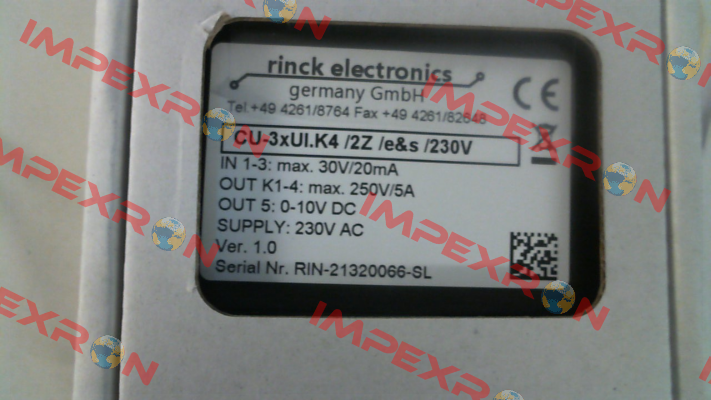 rinck electronics
germany GmbH
Tel +49 4261/8764 Fax +49 4261/82648
CE
CU-3xUI.K4 /2Z /e&s /230V
IN 1-3: max. 30V/20mA
OUT K1-4: max. 250V/5A
OUT 5: 0-10V DC
SUPPLY: 230V AC
Ver. 1.0
Serial Nr. RIN-21320066-SL
IMPEXRON
IMPEXRON
IMPEXRON
IMPEXRON
IMPEXRON
IMPEXRON